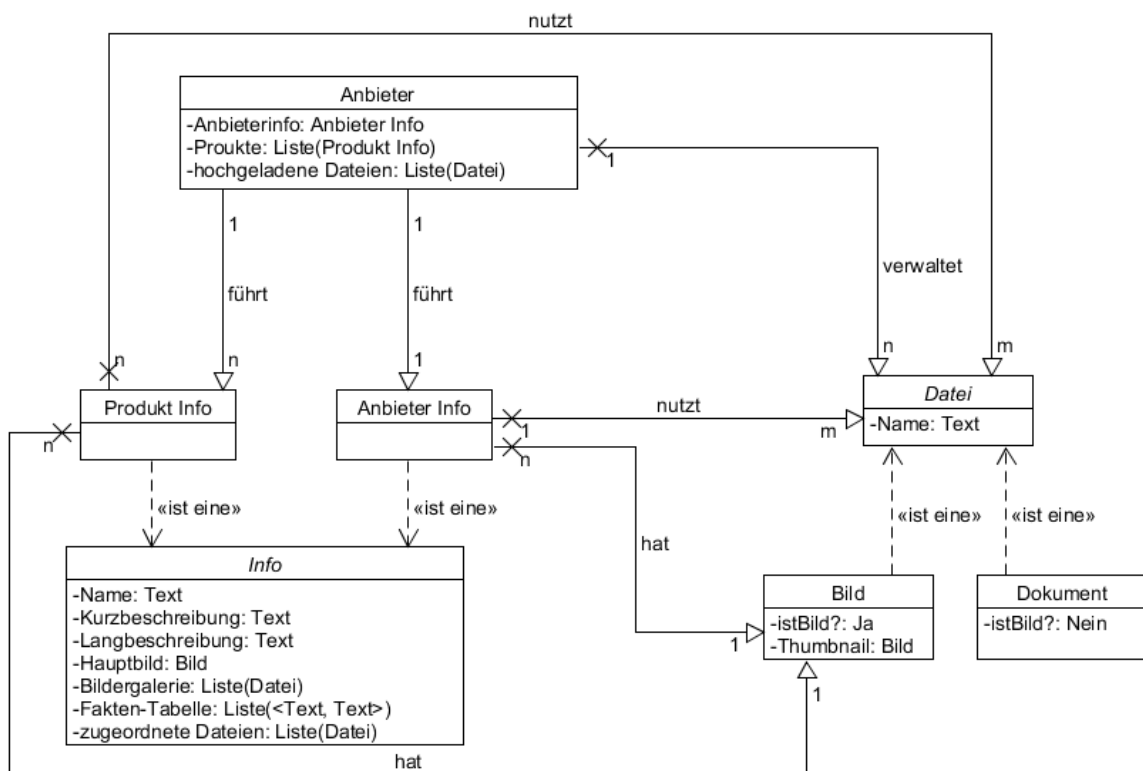 nutzt
Anbieter
-Anbieterinfo: Anbieter Info
-Proukte: Liste(Produkt Info)
-hochgeladene Dateien: Liste(Datei)
1
1
1
verwaltet
führt
führt
n
n
1
n
m
Produkt Info
n
Anbieter Info
1
n
nutzt
m
Datei
-Name: Text
«ist eine»
«ist eine»
«ist eine»
«ist eine»
hat
Info
-Name: Text
-Kurzbeschreibung: Text
-Langbeschreibung: Text
-Hauptbild: Bild
-Bildergalerie: Liste(Datei)
-Fakten-Tabelle: Liste(<Text, Text>)
-zugeordnete Dateien: Liste(Datei)
1
Bild
-istBild?: Ja
-Thumbnail: Bild
Dokument
-istBild?: Nein
1
hat